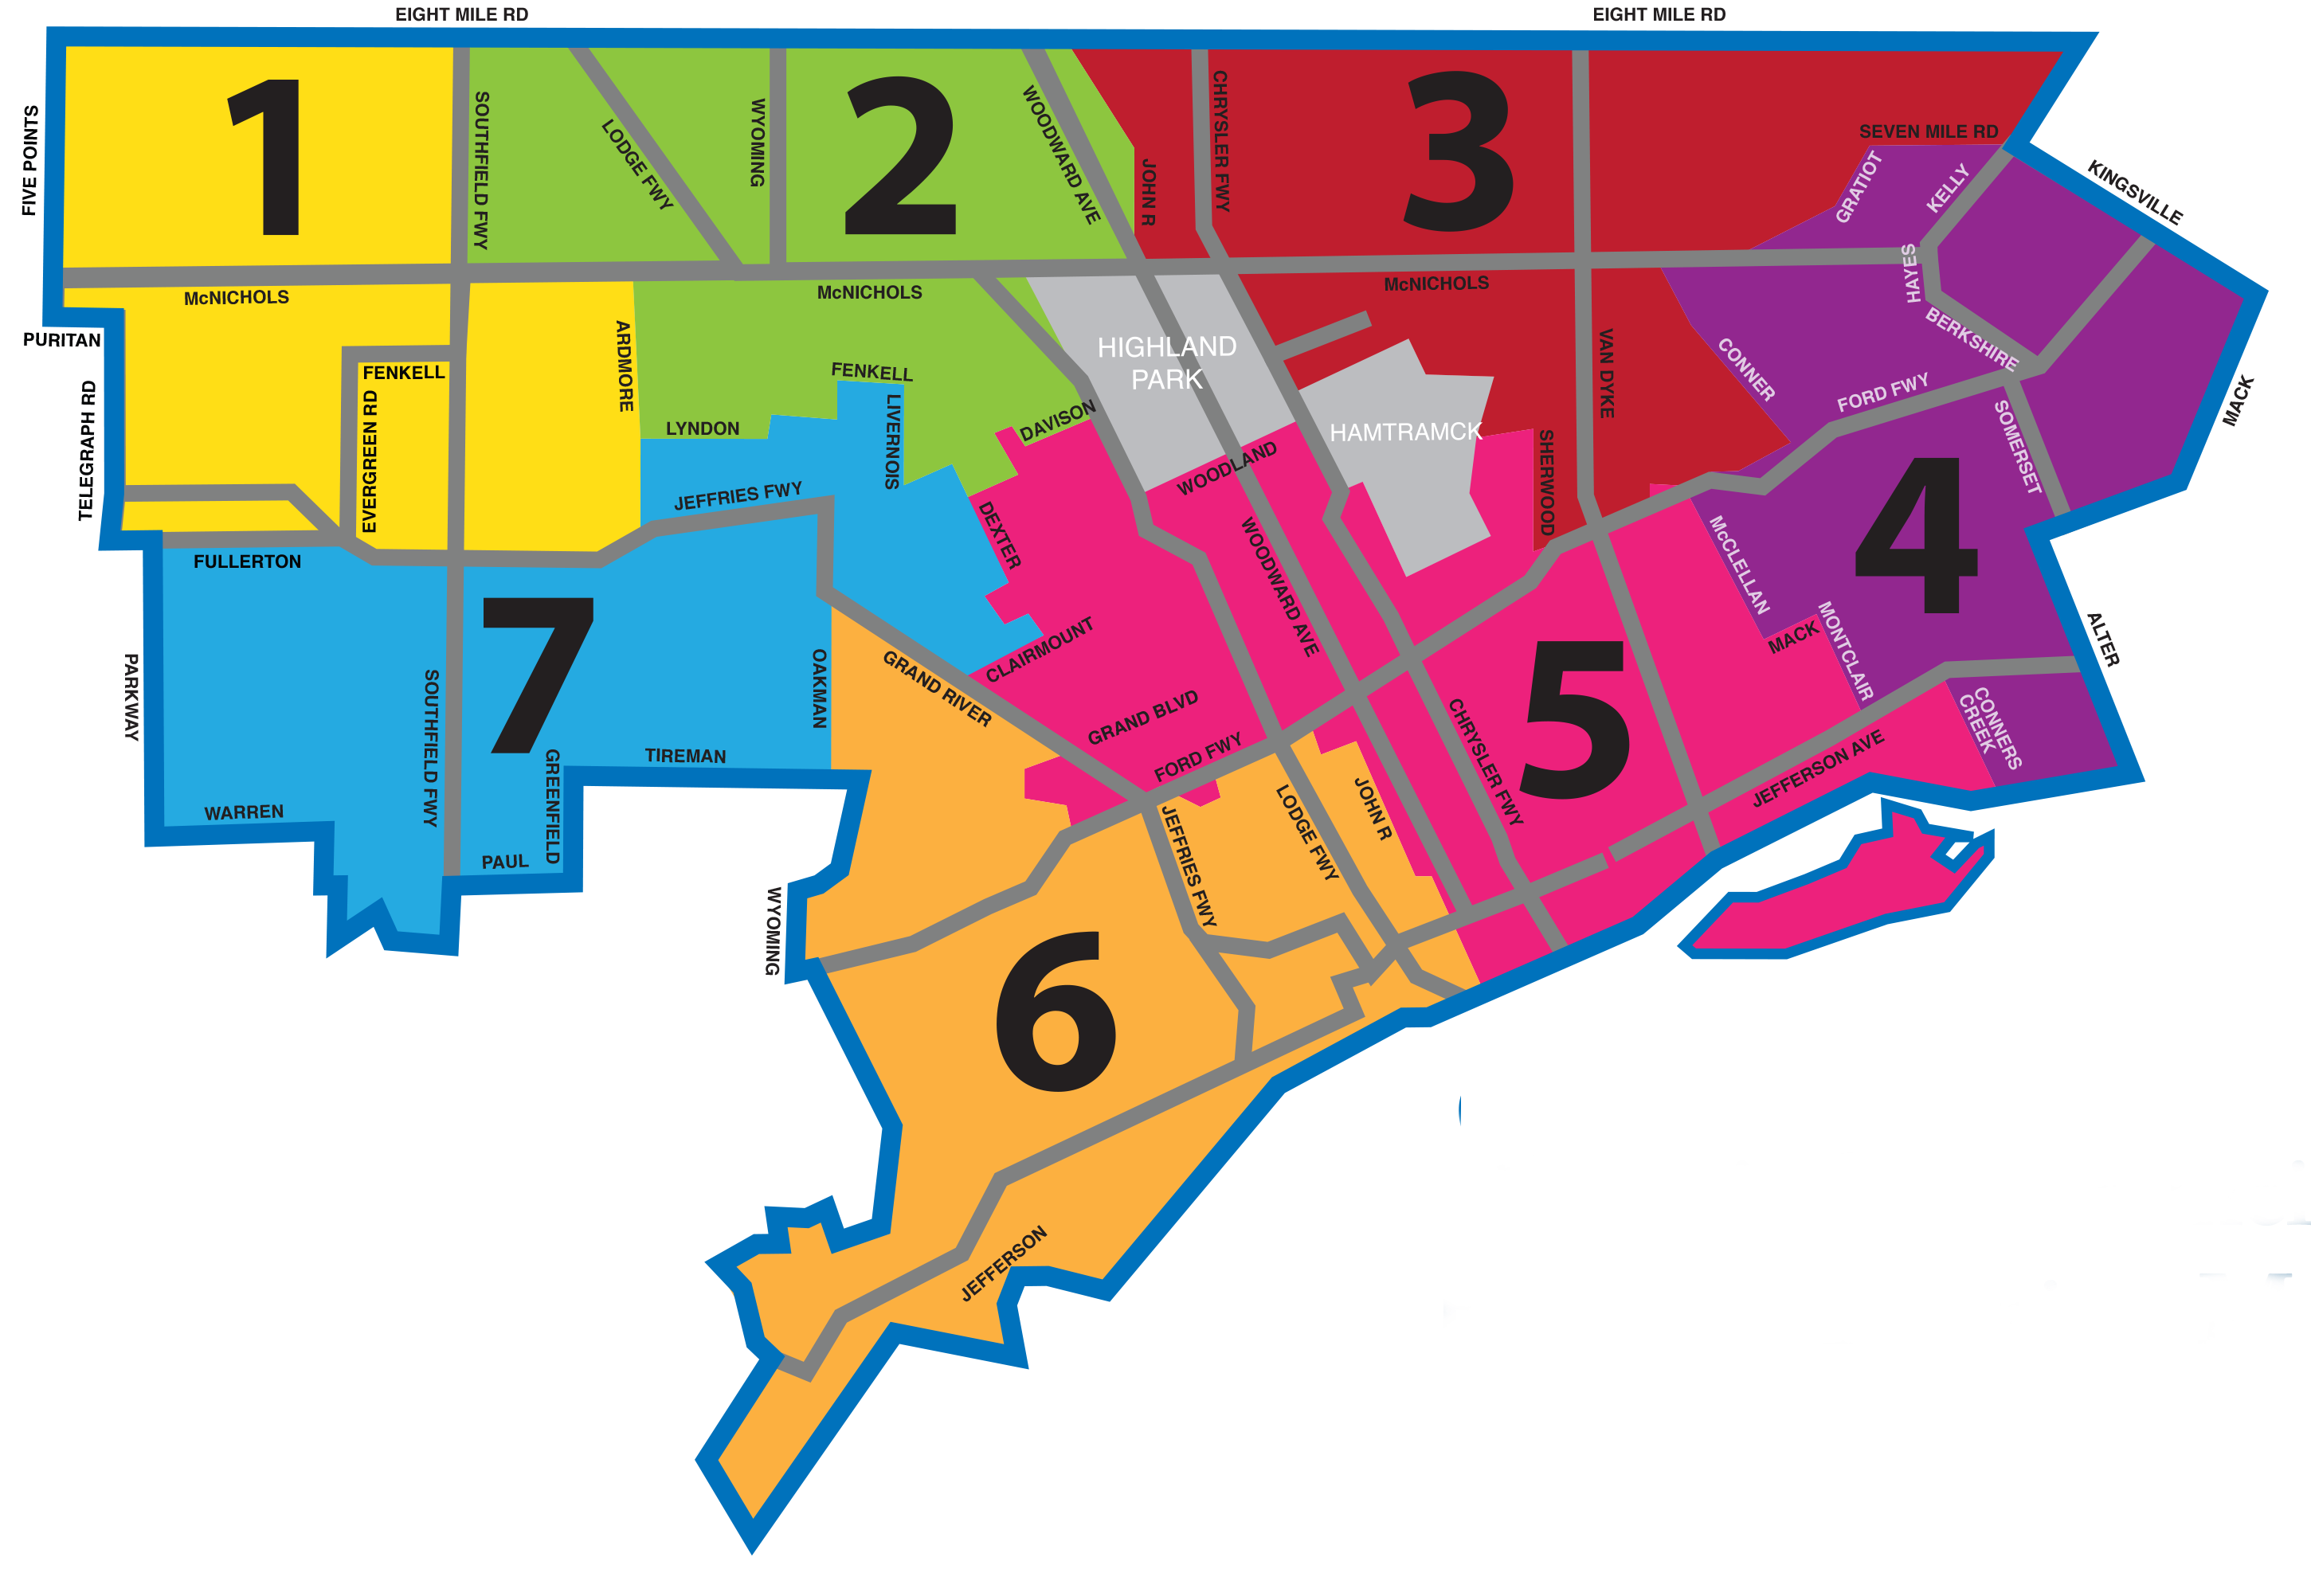 EIGHT MILE RD
EIGHT MILE RD
FIVE POINTS
1
SOUTHFIELD FWY
LODGE FWY
WYOMING
2
WOODWARD AVE
JOHN R
CHRYSLER FWY
3
SEVEN MILE RD
GRATIOT
KELLY
KINGSVILLE
HAYES
McNICHOLS
McNICHOLS
McNICHOLS
PURITAN
TELEGRAPH RD
FENKELL
EVERGREEN RD
ARDMORE
LYNDON
FENKELL
LIVERNOIS
DAVISON
HIGHLAND
PARK
HAMTRAMCK
VAN DYKE
CONNER
BERKSHIRE
FORD FWY
SOMERSET
MACK
JEFFRIES FWY
DEXTER
WOODLAND
WOODWARD AVE
SHERWOOD
McCLELLAN
4
FULLERTON
7
PARKWAY
SOUTHFIELD FWY
OAKMAN
GRAND RIVER
CLAIRMOUNT
GRAND BLVD
FORD FWY
CHRYSLER FWY
5
MACK
MONTCLAIR
ALTER
CONNERS
CREEK
JEFFERSON AVE
TIREMAN
GREENFIELD
WARREN
PAUL
WYOMING
JEFFRIES FWY
LODGE FWY
JOHN R
6
JEFFERSON